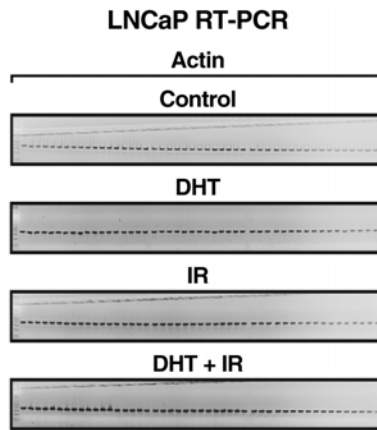 LNCaP RT-PCR
Actin
Control
DHT
IR
DHT + IR